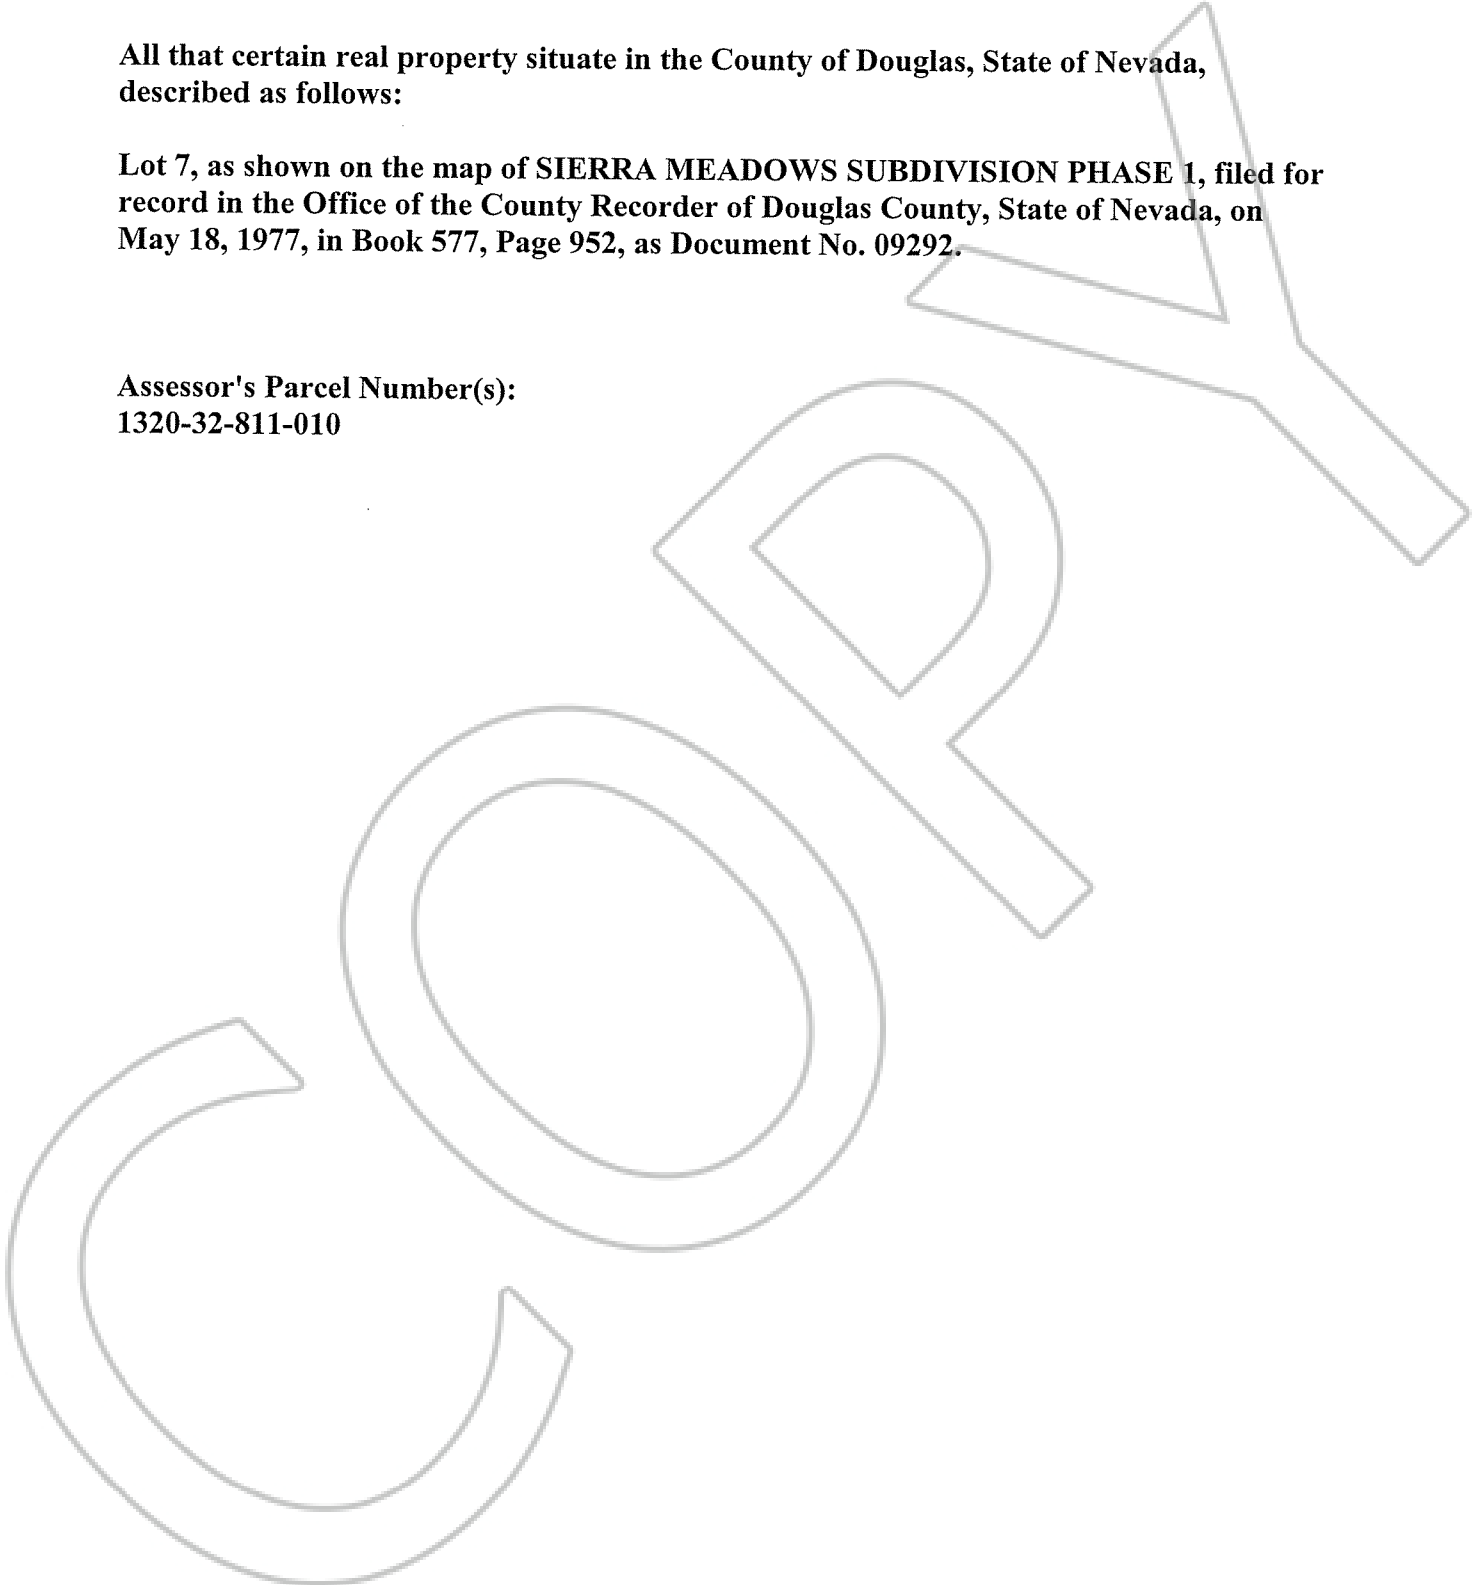 All that certain real property situate in the County of Douglas, State of Nevada,
described as follows:
Lot 7, as shown on the map of SIERRA MEADOWS SUBDIVISION PHASE 1, filed for
record in the Office of the County Recorder of Douglas County, State of Nevada, on
May 18, 1977, in Book 577, Page 952, as Document No. 09292.
Assessor's Parcel Number(s):
1320-32-811-010
COPY